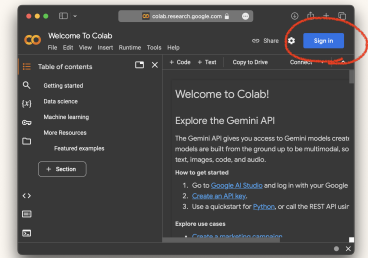 colab.research.google.com
Welcome To Colab
File Edit View Insert Runtime Tools Help
Share
Sign in
Table of contents
+ Code + Text Copy to Drive
Connect
Getting started
Data science
Machine learning
More Resources
Featured examples
+ Section
Welcome to Colab!
Explore the Gemini API
The Gemini API gives you access to Gemini models create
models are built from the ground up to be multimodal, so
text, images, code, and audio.
How to get started
1. Go to Google AI Studio and log in with your Google
2. Create an API key.
3. Use a quickstart for Python, or call the REST API usin
Explore use cases
• Create a marketing campaign